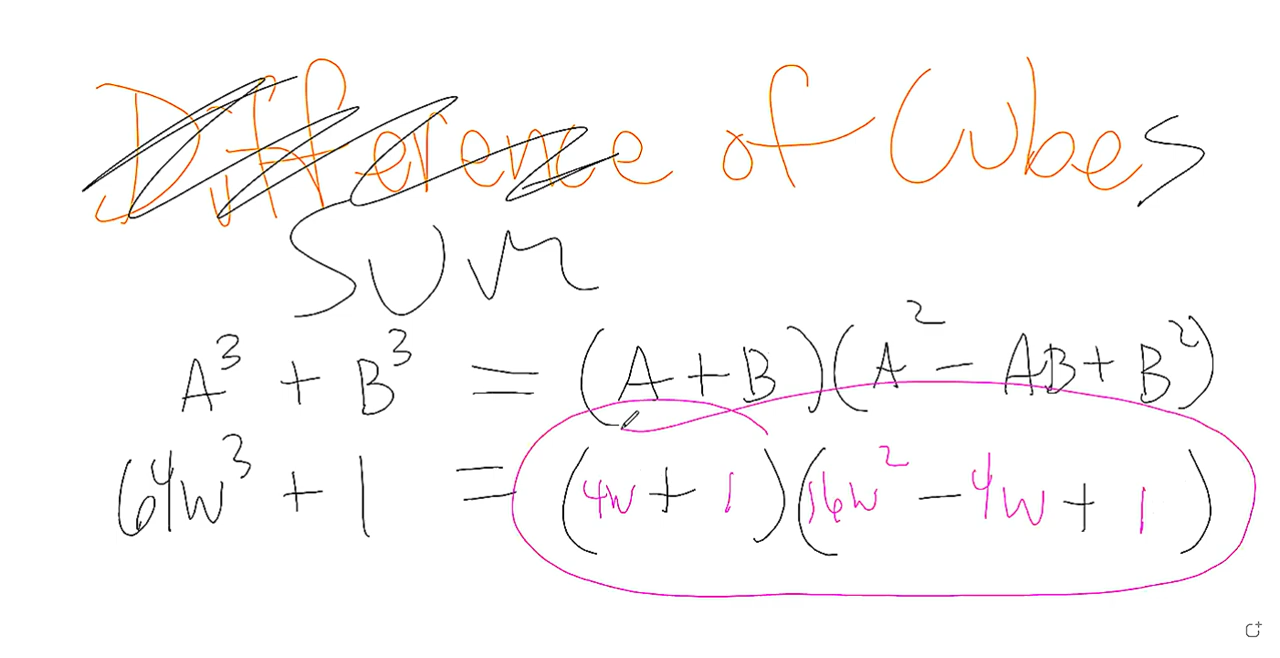 Difference of Cubes
Sum
A³ + B³ = (A + B)(A² - AB + B²)
64w³ + 1 = (4w + 1)(16w² - 4w + 1)